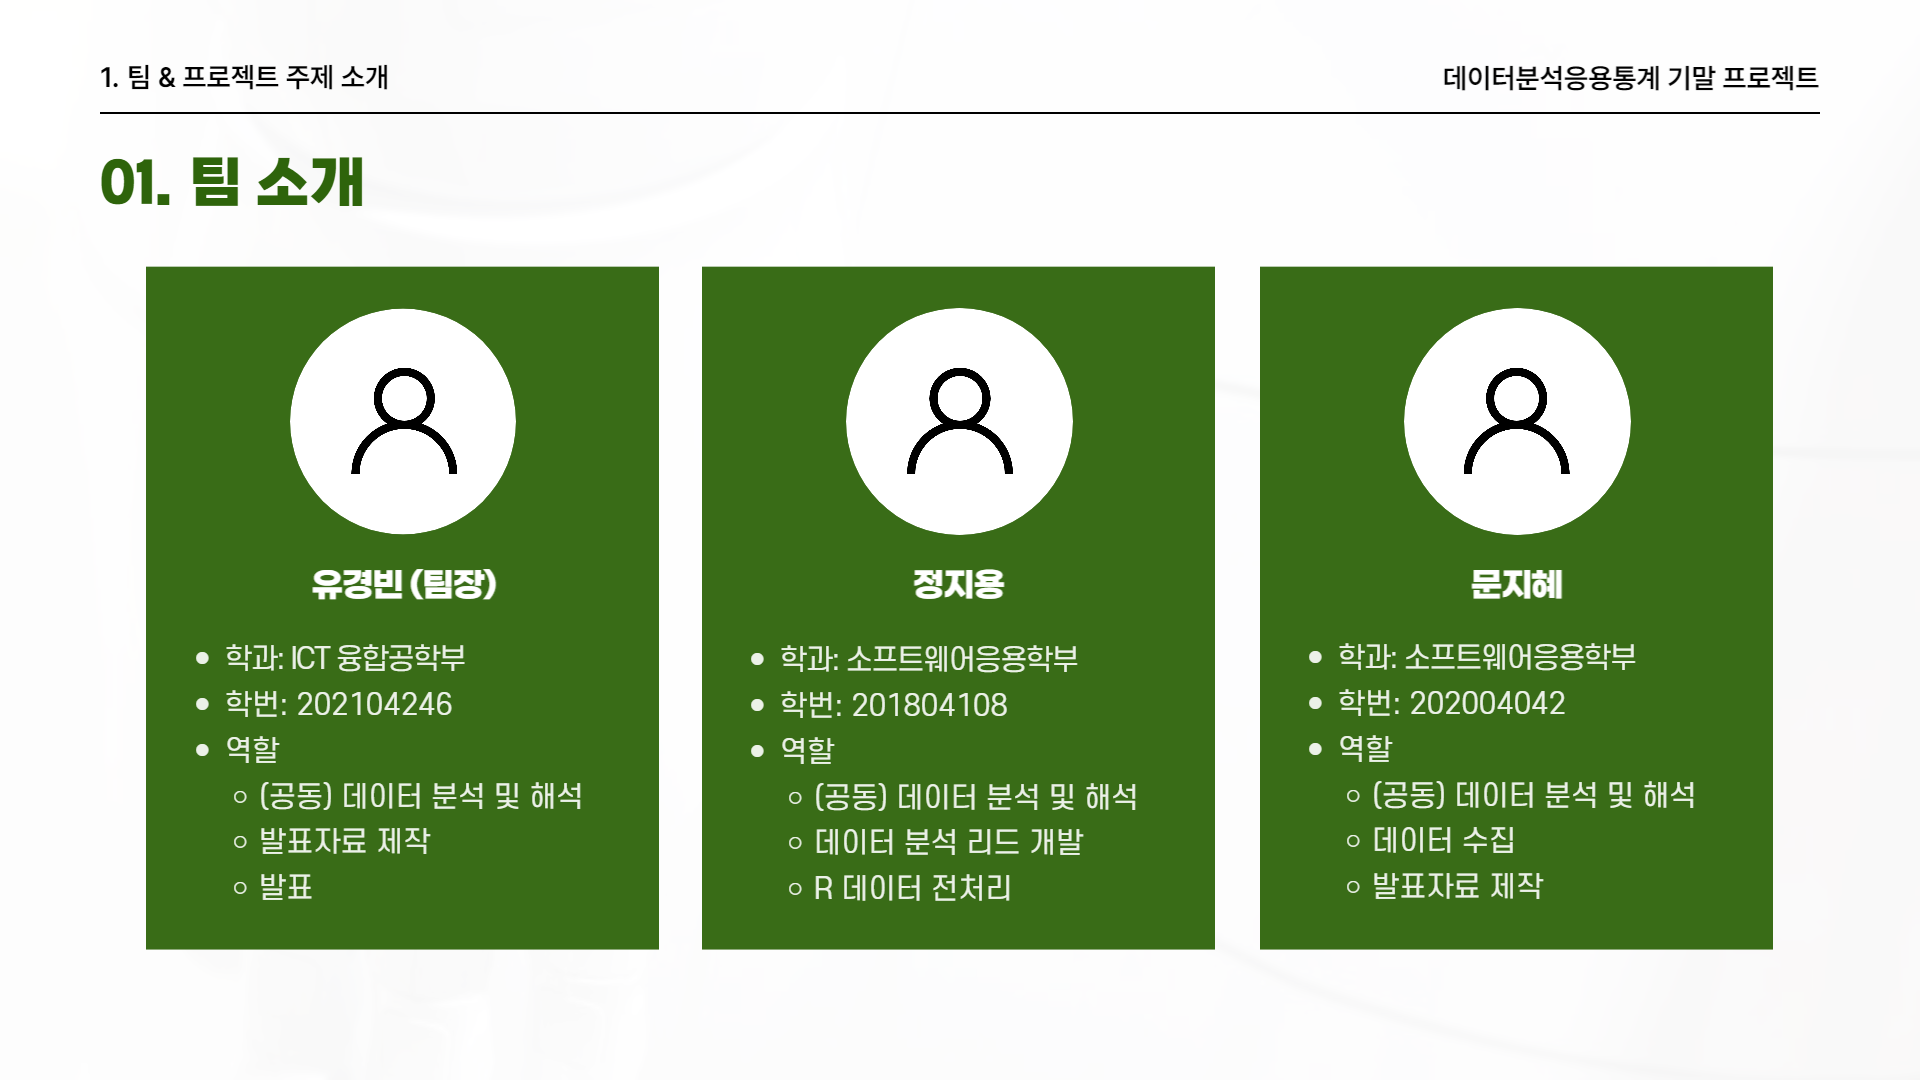 1. 팀 & 프로젝트 주제 소개
데이터분석응용통계 기말 프로젝트
01. 팀 소개
유경빈 (팀장)
• 학과: ICT 융합공학부
• 학번: 202104246
• 역할
○ (공동) 데이터 분석 및 해석
○ 발표자료 제작
○ 발표
정지용
• 학과: 소프트웨어응용학부
• 학번: 201804108
• 역할
○ (공동) 데이터 분석 및 해석
○ 데이터 분석 리드 개발
○ R 데이터 전처리
문지혜
• 학과: 소프트웨어응용학부
• 학번: 202004042
• 역할
○ (공동) 데이터 분석 및 해석
○ 데이터 수집
○ 발표자료 제작